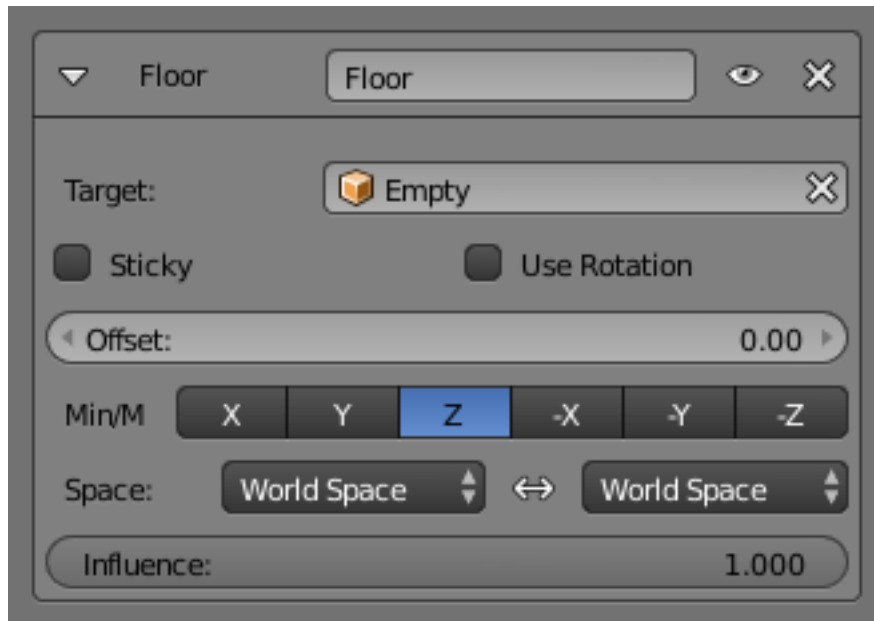 Floor Floor
Target: Empty
Sticky Use Rotation
Offset: 0.00
Min/M X Y Z -X -Y -Z
Space: World Space World Space
Influence: 1.000